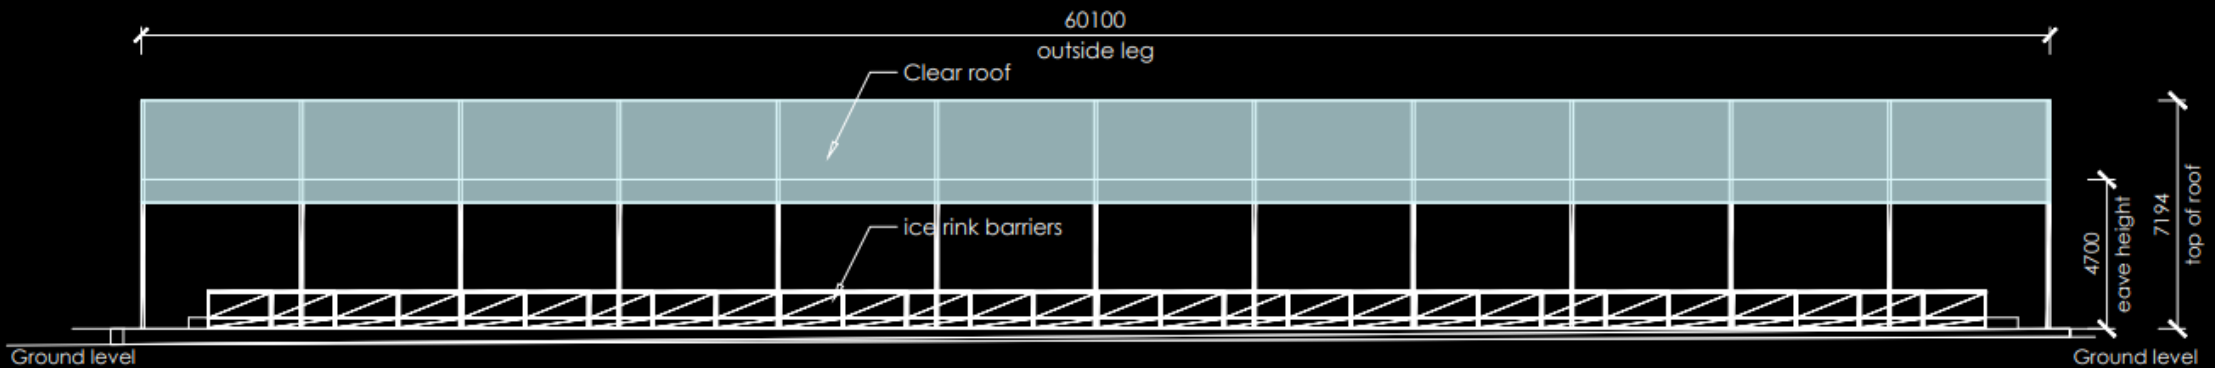 60100
outside leg
Clear roof
ice rink barriers
4700
eave height
7194
top of roof
Ground level
Ground level